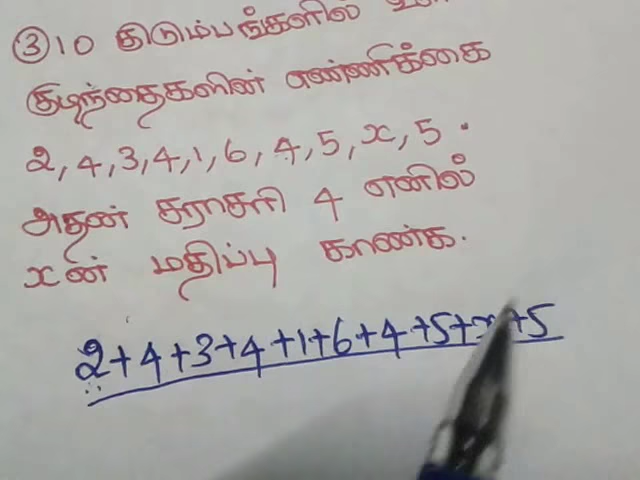 ③ 10 குடும்பங்களில்
குழந்தைகளின் எண்ணிக்கை
2, 4, 3, 4, 1, 6, 4, 5, x, 5.
அதன் சராசரி 4 எனில்
xன் மதிப்பு காண்க.
2+4+3+4+1+6+4+5+x+5